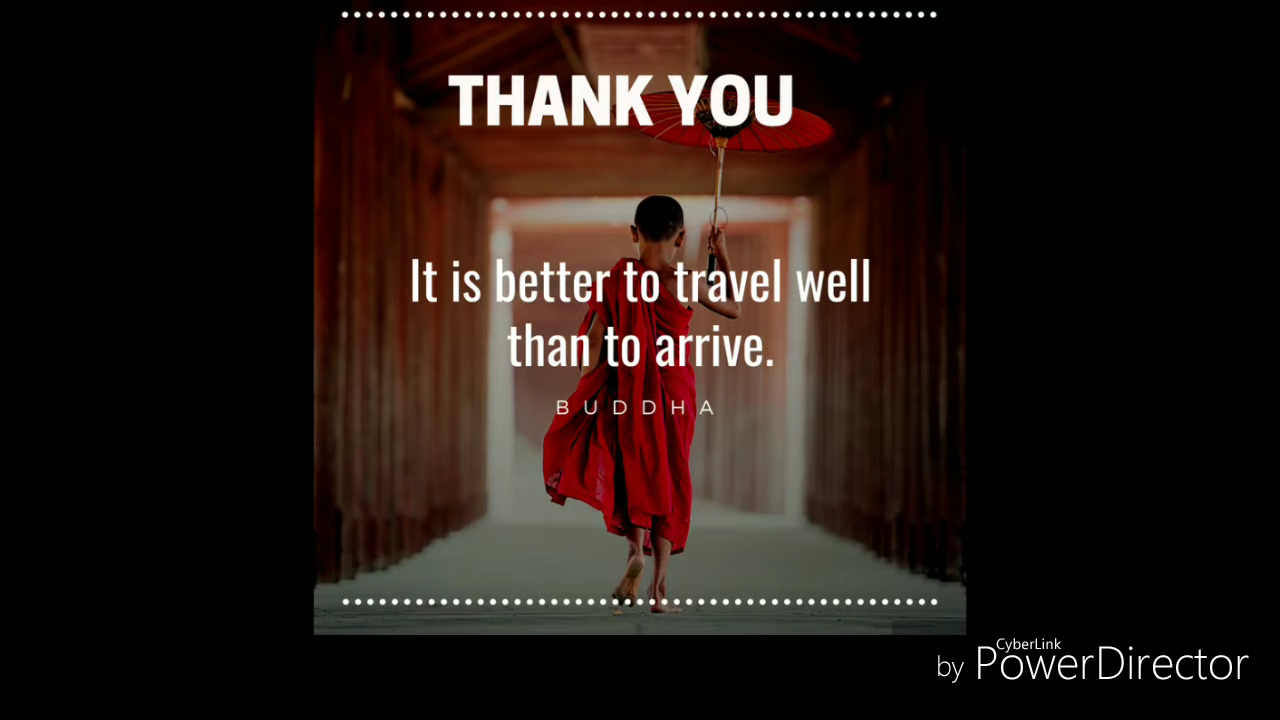 THANK YOU
It is better to travel well
than to arrive.
BUDDHA
CyberLink
by PowerDirector